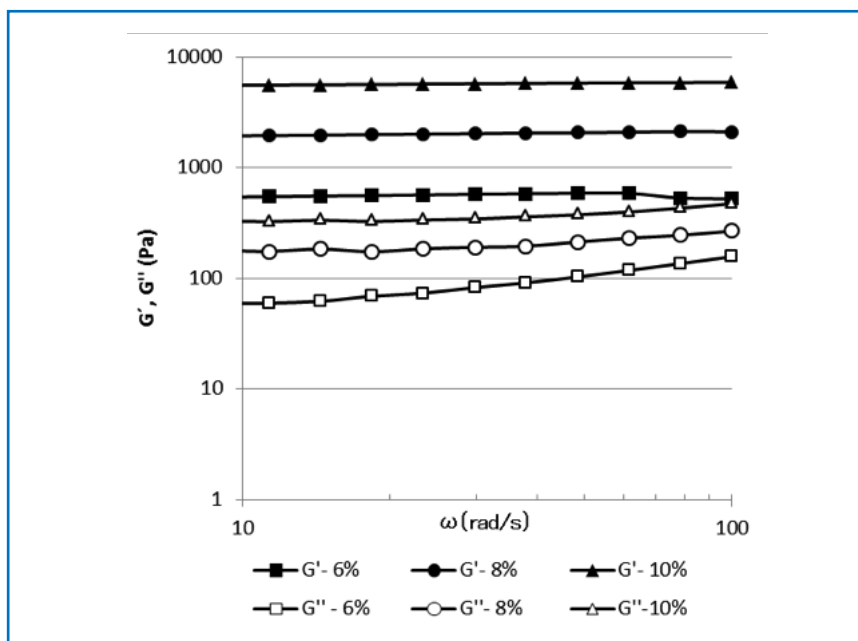 10000
1000
100
10
1
G´, G'' (Pa)
10
ω(rad/s)
100
G'- 6%
G'- 8%
G'- 10%
G'' - 6%
G''- 8%
G''-10%